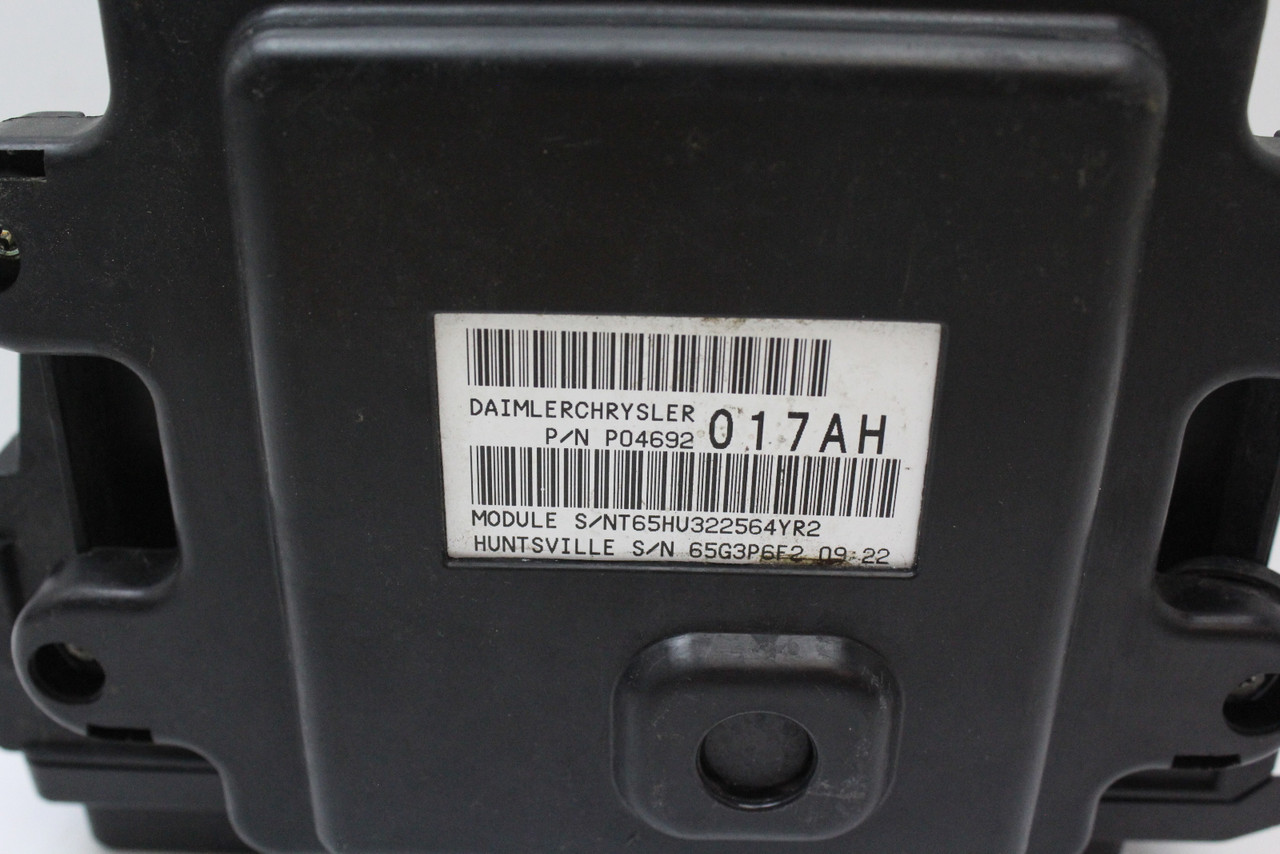 DAIMLERCHRYSLER
P/N P04692 017AH
MODULE S/NT65HU322564YR2
HUNTSVILLE S/N 65G3P6F2 09:22